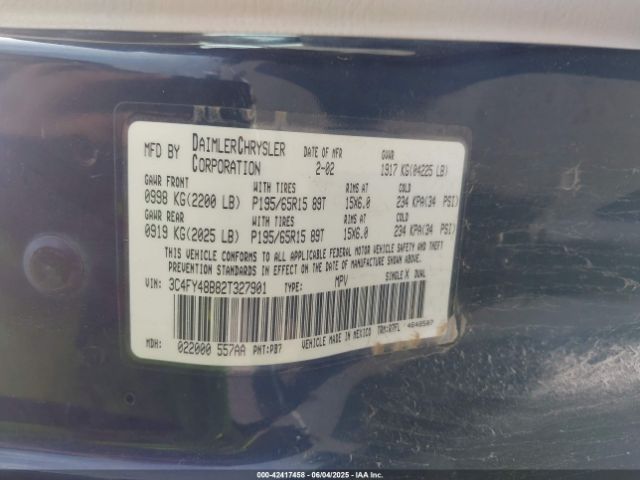 MFD BY DAIMLERCHRYSLER CORPORATION DATE OF MFR 2-02 GVWR 1917 KG(04225 LB)
GAWR FRONT WITH TIRES RIMS AT COLD
0998 KG(2200 LB) P195/65R15 89T 15X6.0 234 KPA(34 PSI)
GAWR REAR WITH TIRES RIMS AT COLD
0919 KG(2025 LB) P195/65R15 89T 15X6.0 234 KPA(34 PSI)
THIS VEHICLE CONFORMS TO ALL APPLICABLE FEDERAL MOTOR VEHICLE SAFETY AND THEFT
PREVENTION STANDARDS IN EFFECT ON THE DATE OF MANUFACTURE SHOWN ABOVE.
VIN: 3C4FY48B82T327901 TYPE: MPV SINGLE X DUAL
VEHICLE MADE IN MEXICO TRM:A7FL 4648507
MDH: 022000 557AA PNT:PB7
000-42417458 - 06/04/2025 - IAA Inc.